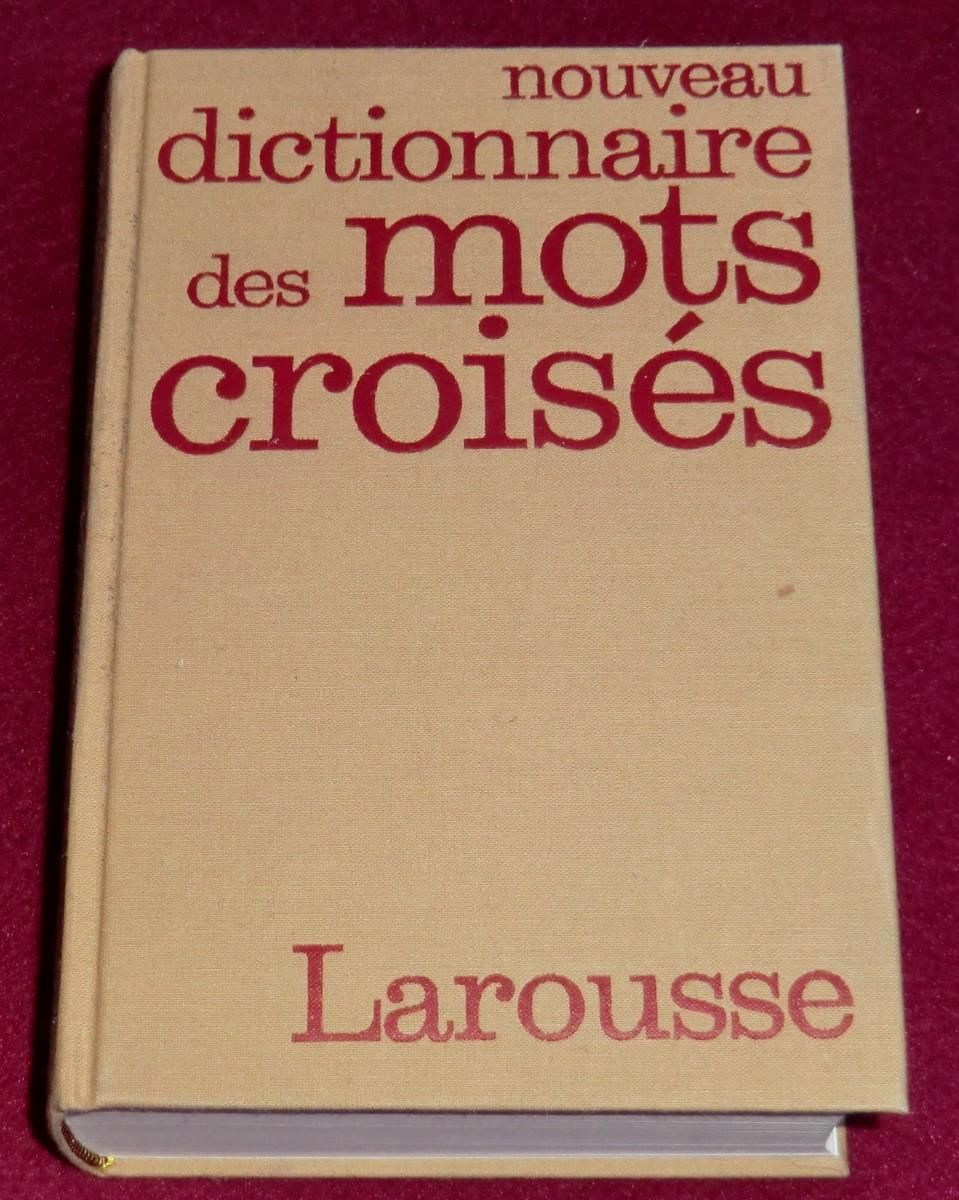 nouveau
dictionnaire
des mots
croisés
Larousse